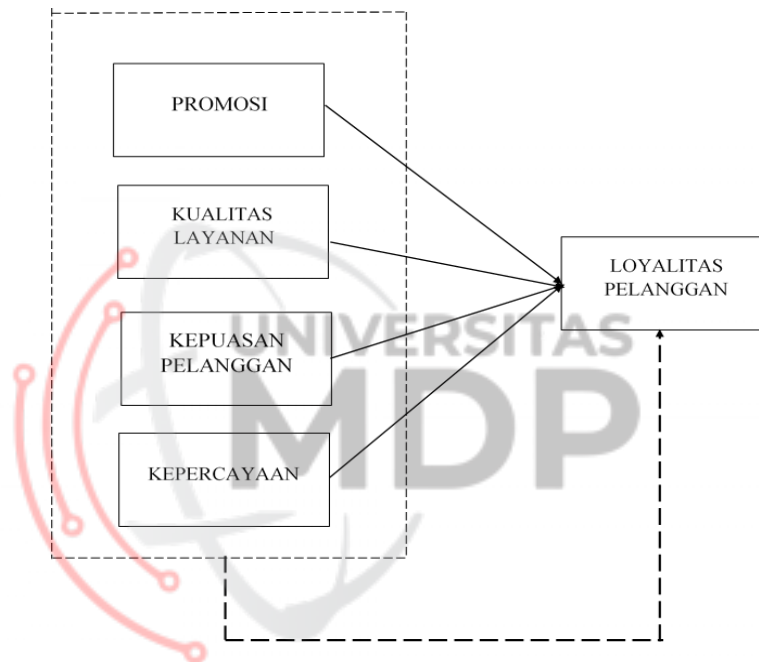 PROMOSI
KUALITAS
LAYANAN
LOYALITAS
PELANGGAN
KEPUASAN
PELANGGAN
KEPERCAYAAN
UNIVERSITAS
MDP